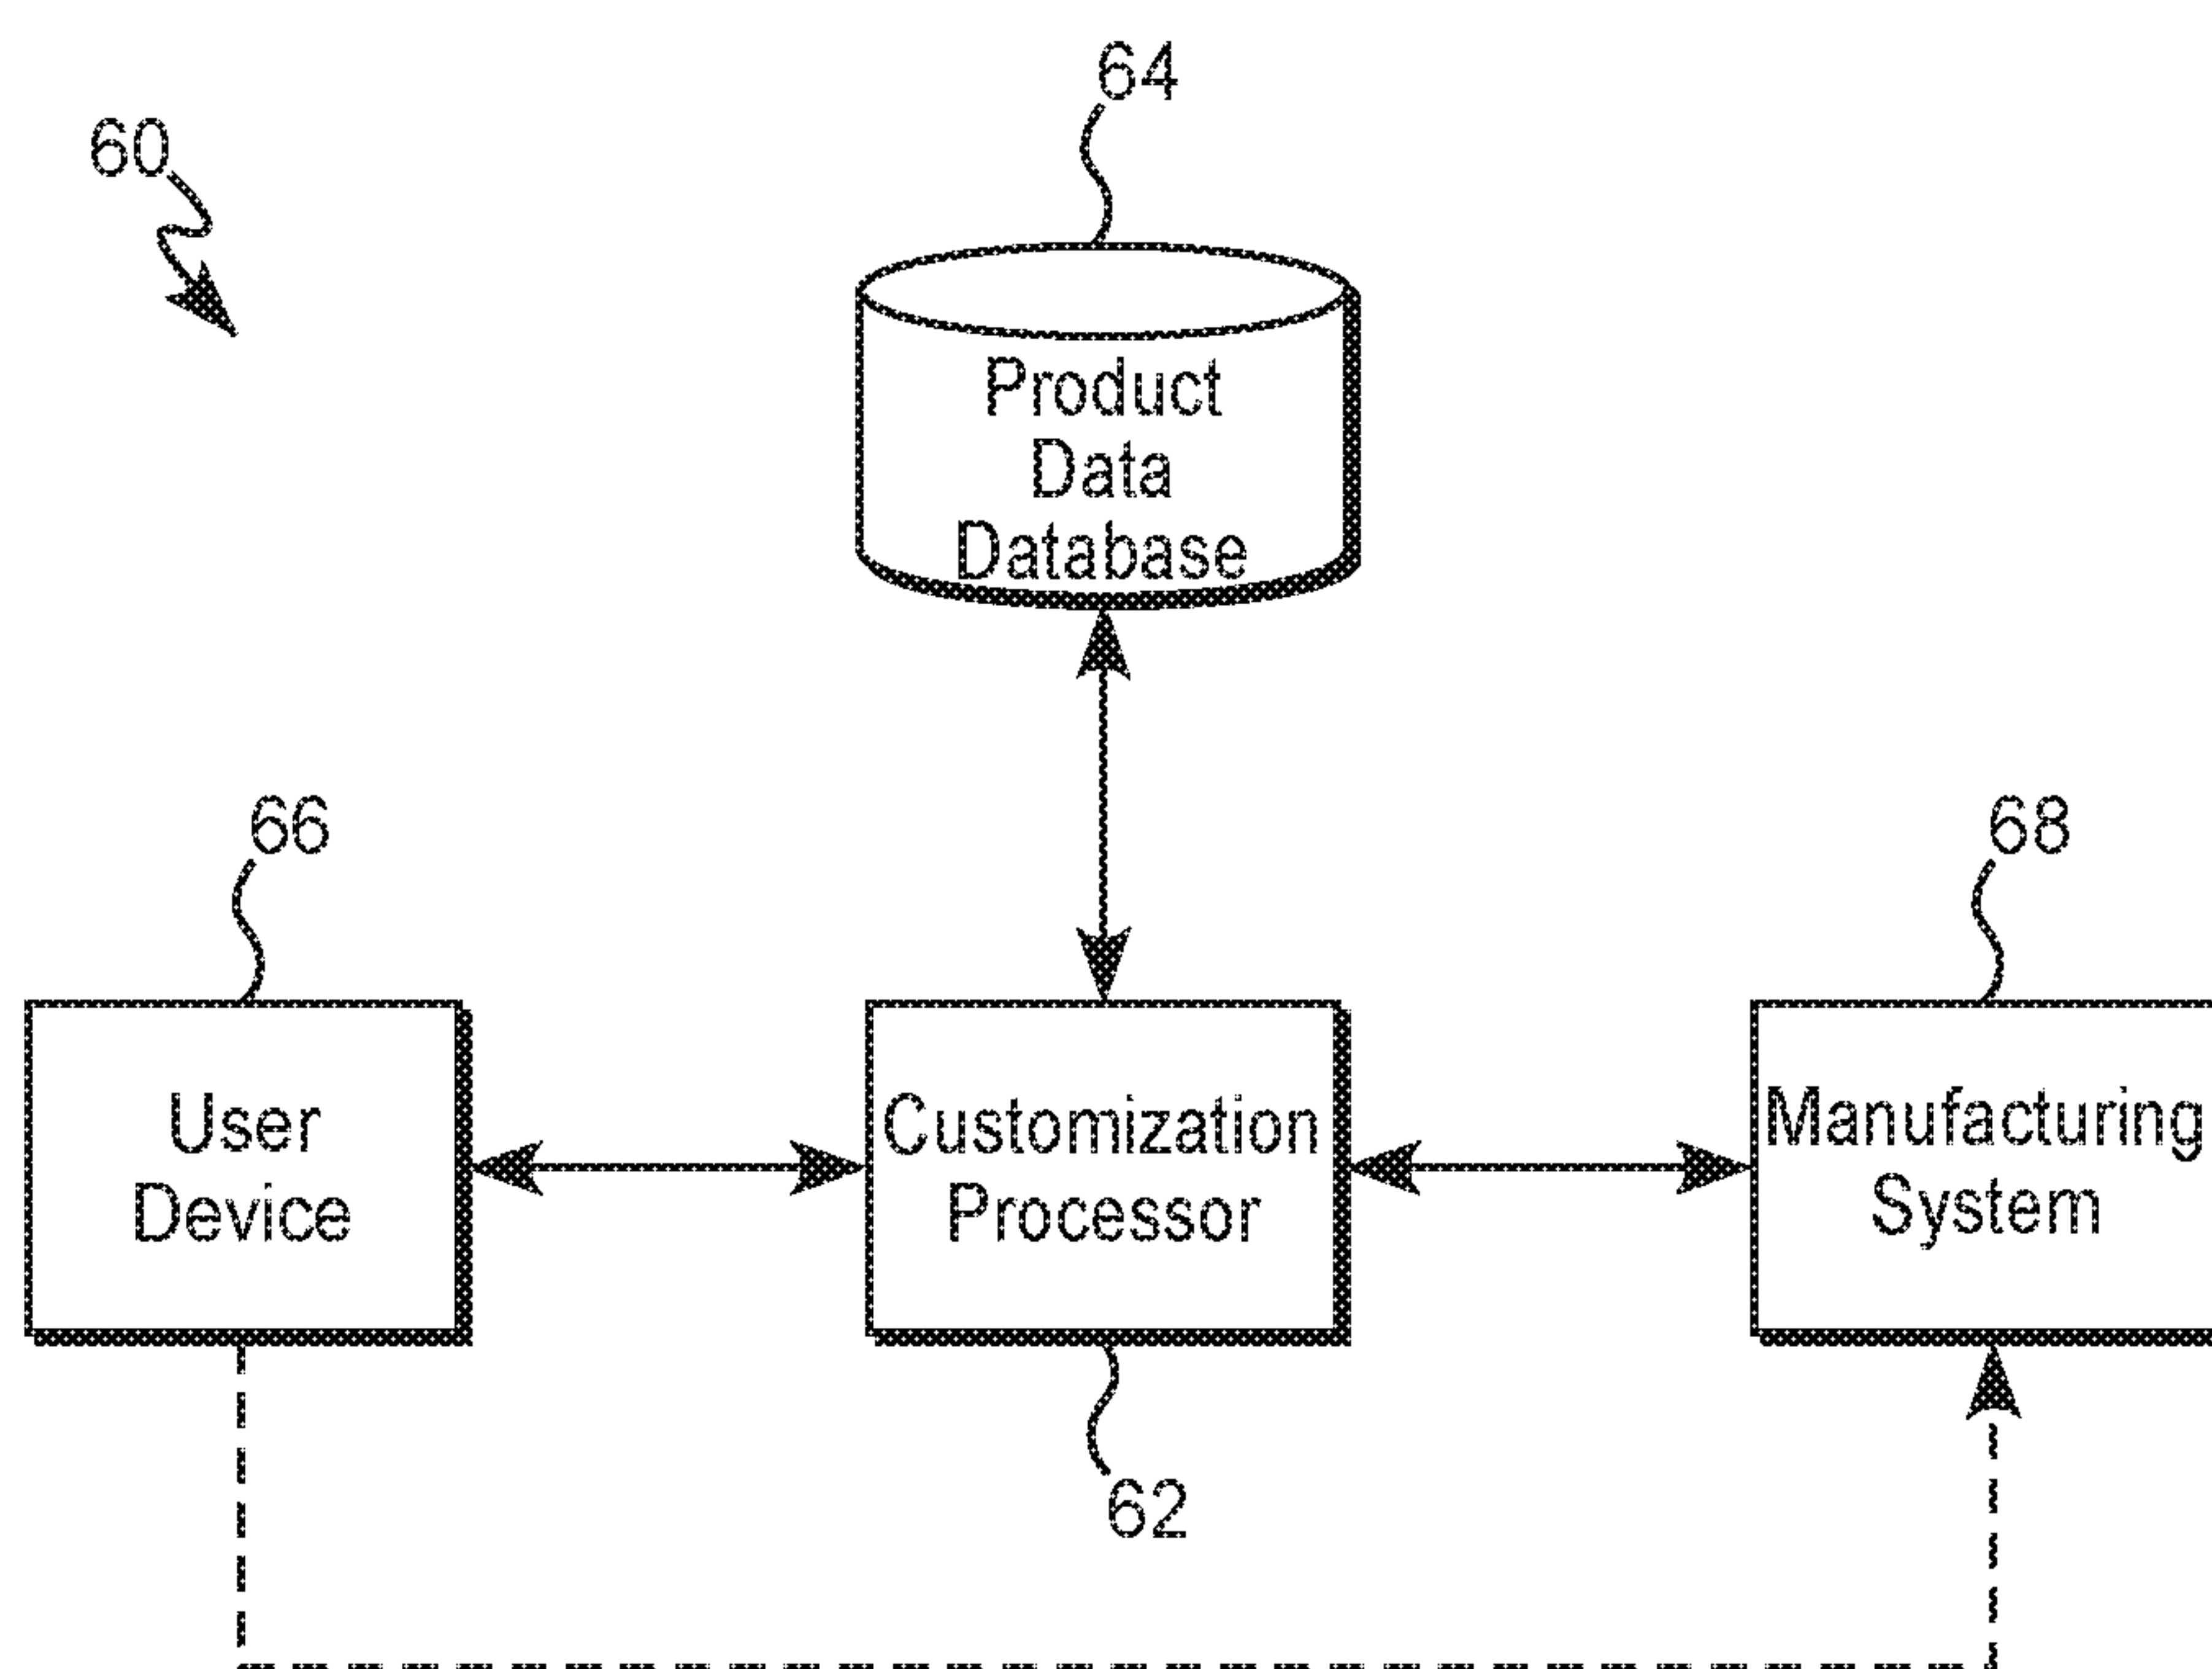 64
60
Product
Data
Database
66
68
User
Device
Customization
Processor
Manufacturing
System
62